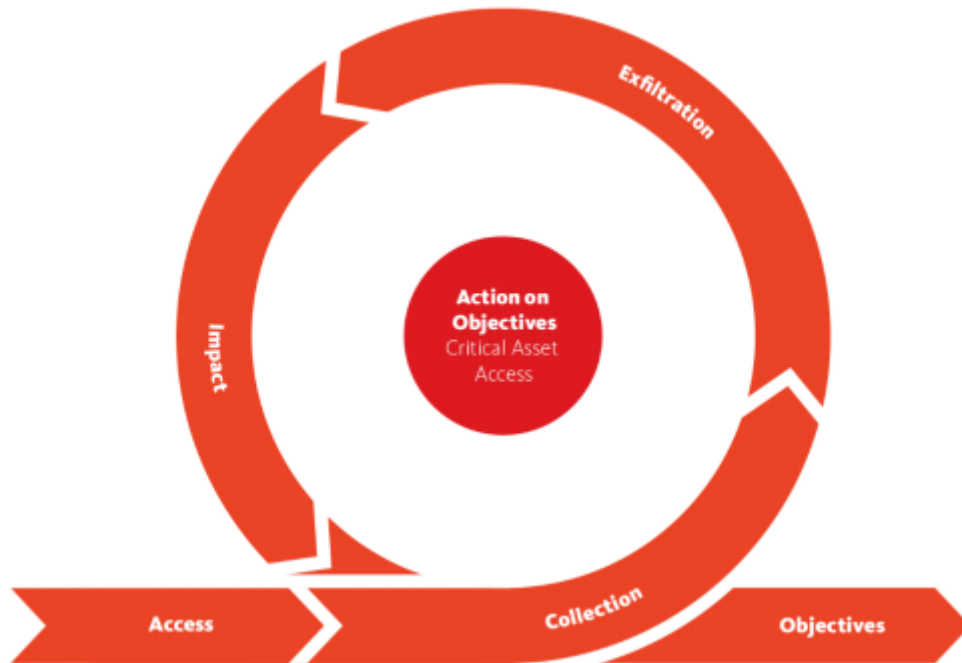 Exfiltration
Action on
Objectives
Critical Asset
Access
Impact
Collection
Access
Objectives